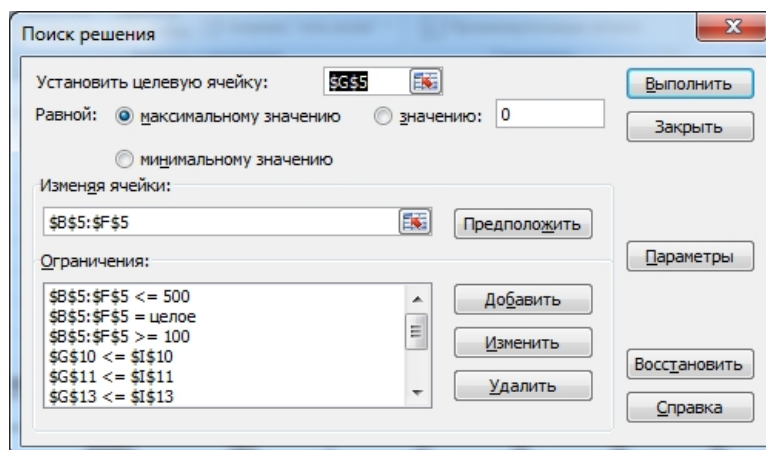 Поиск решения
Установить целевую ячейку: $G$5
Выполнить
Равной: максимальному значению значению: 0
Закрыть
минимальному значению
Изменяя ячейки:
$B$5:$F$5
Предположить
Ограничения:
Параметры
$B$5:$F$5 <= 500
$B$5:$F$5 = целое
$B$5:$F$5 >= 100
$G$10 <= $I$10
$G$11 <= $I$11
$G$13 <= $I$13
Добавить
Изменить
Удалить
Восстановить
Справка